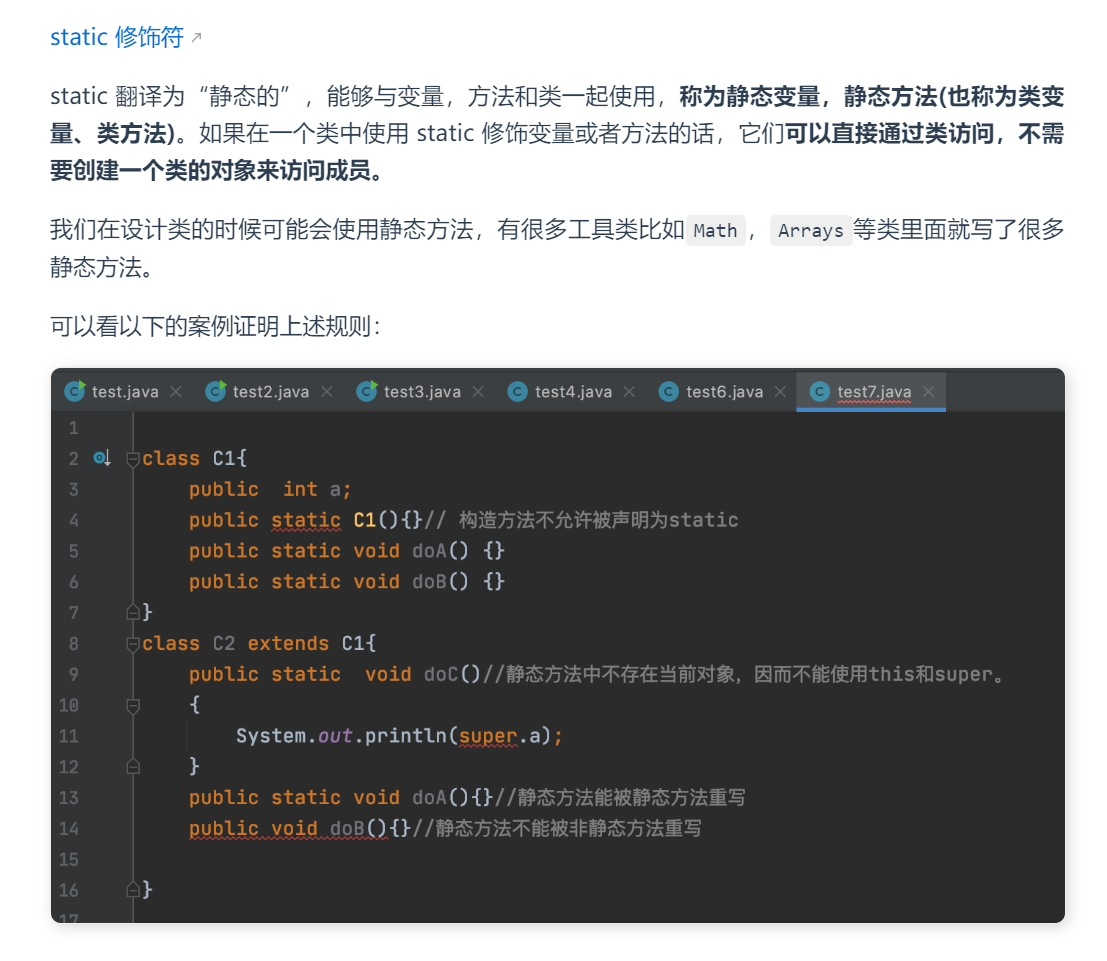 static 修饰符
static 翻译为“静态的”，能够与变量，方法和类一起使用，称为静态变量，静态方法(也称为类变
量、类方法)。如果在一个类中使用 static 修饰变量或者方法的话，它们可以直接通过类访问，不需
要创建一个类的对象来访问成员。
我们在设计类的时候可能会使用静态方法，有很多工具类比如 Math ， Arrays 等类里面就写了很多
静态方法。
可以看以下的案例证明上述规则：
test.java test2.java test3.java test4.java test6.java test7.java
1
2 class C1{
3 public  int a;
4 public static C1(){}// 构造方法不允许被声明为static
5 public static void doA() {}
6 public static void doB() {}
7 }
8 class C2 extends C1{
9 public static  void doC()//静态方法中不存在当前对象，因而不能使用this和super。
10 {
11 System.out.println(super.a);
12 }
13 public static void doA(){}//静态方法能被静态方法重写
14 public void doB(){}//静态方法不能被非静态方法重写
15
16 }
17